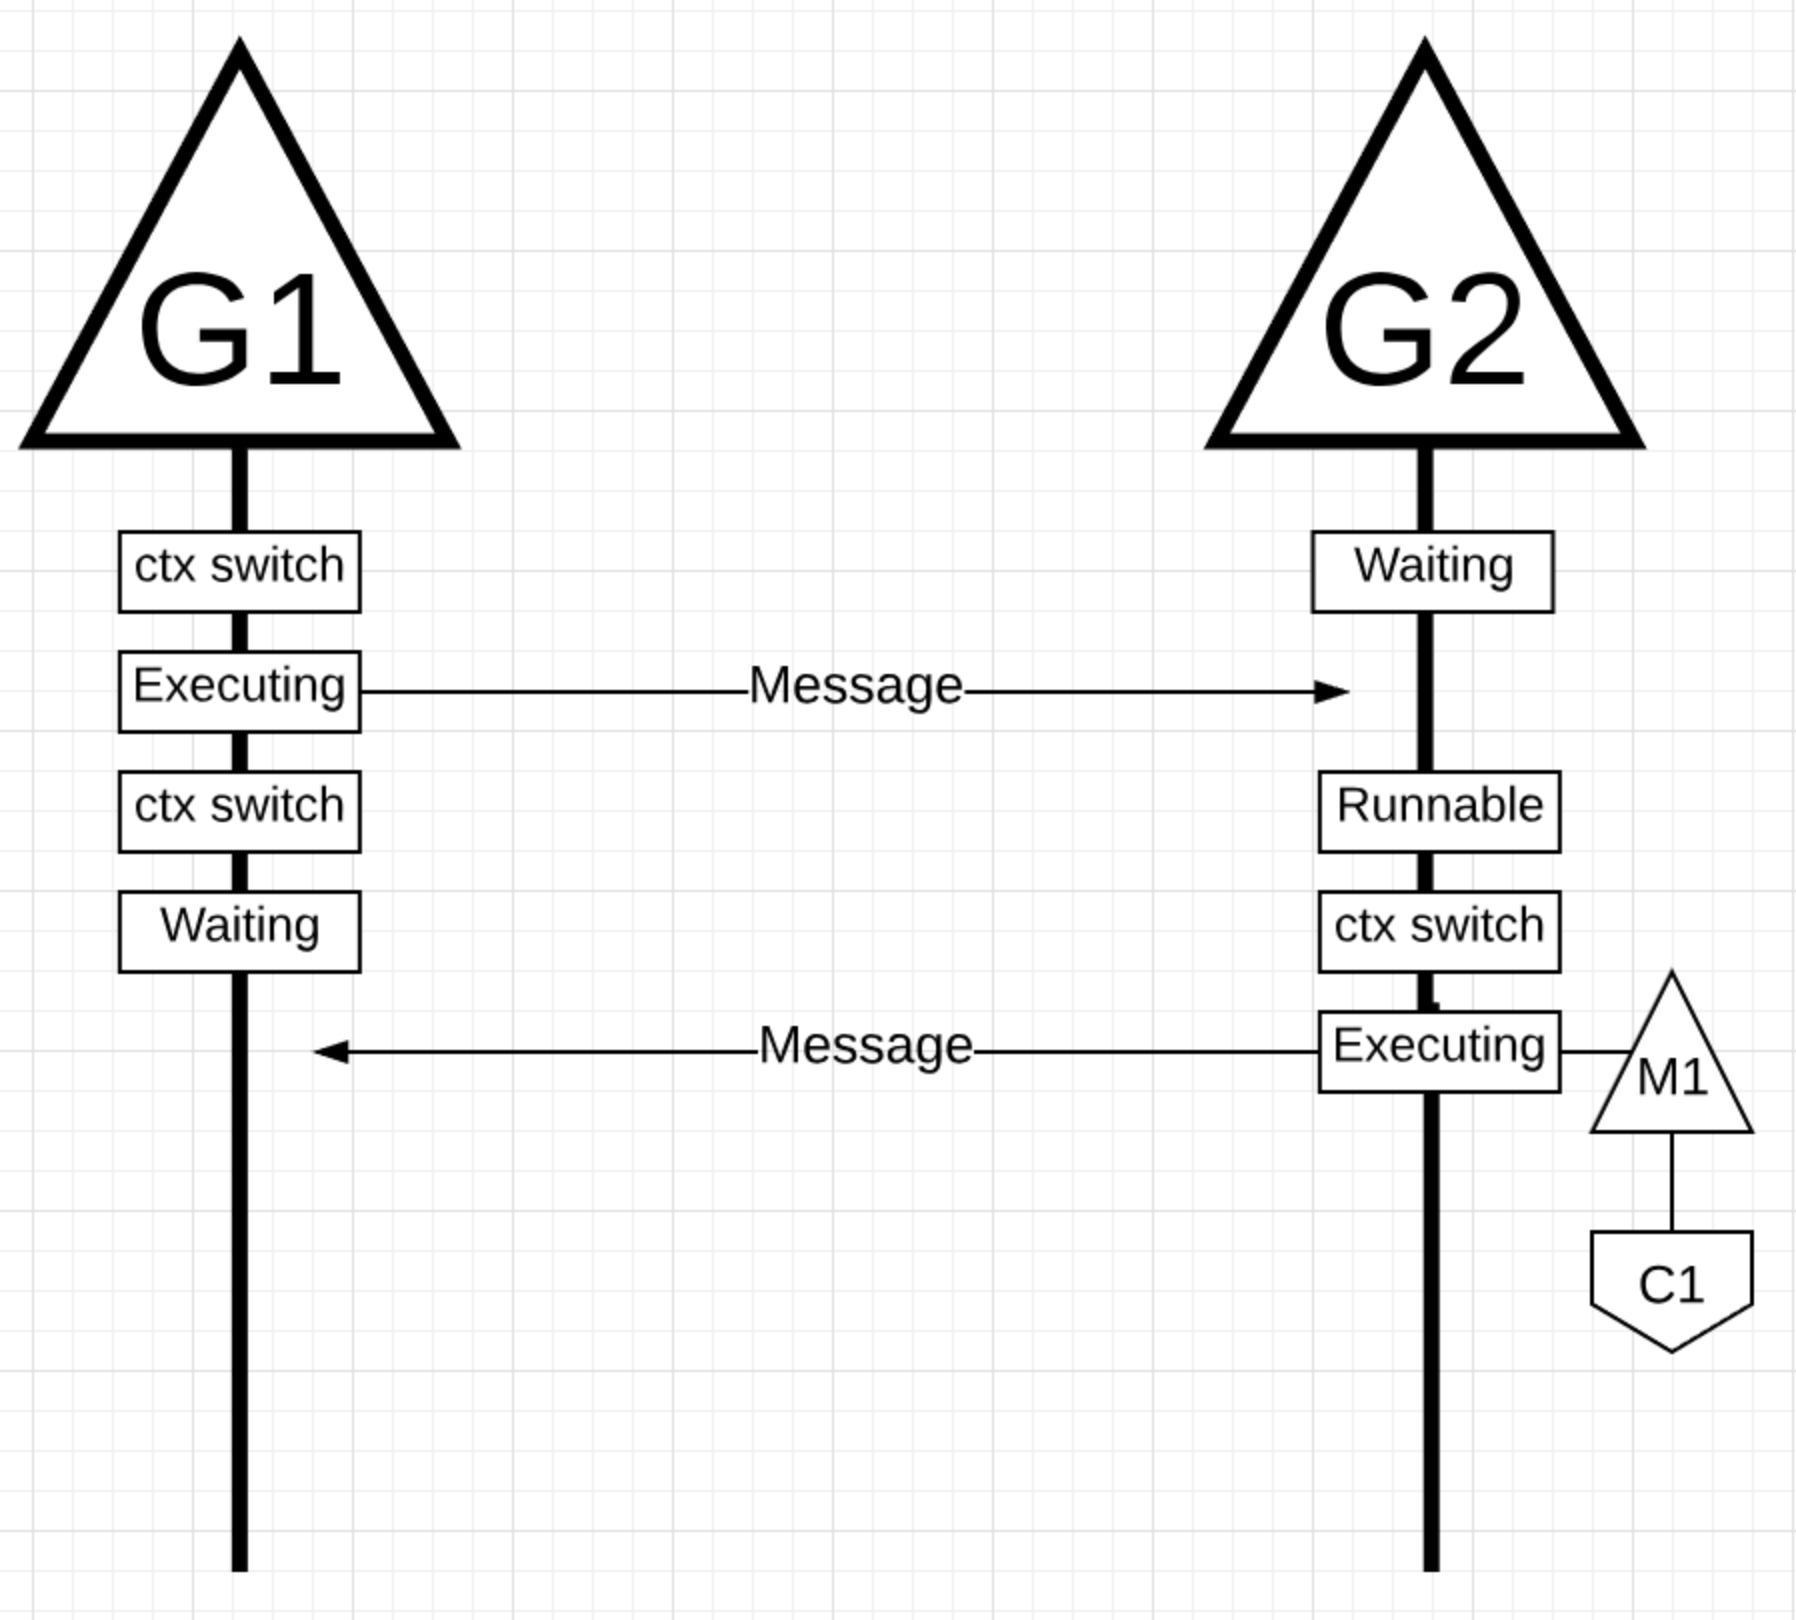 G1
G2
ctx switch
Waiting
Executing
Message
ctx switch
Runnable
Waiting
ctx switch
Message
Executing
M1
C1